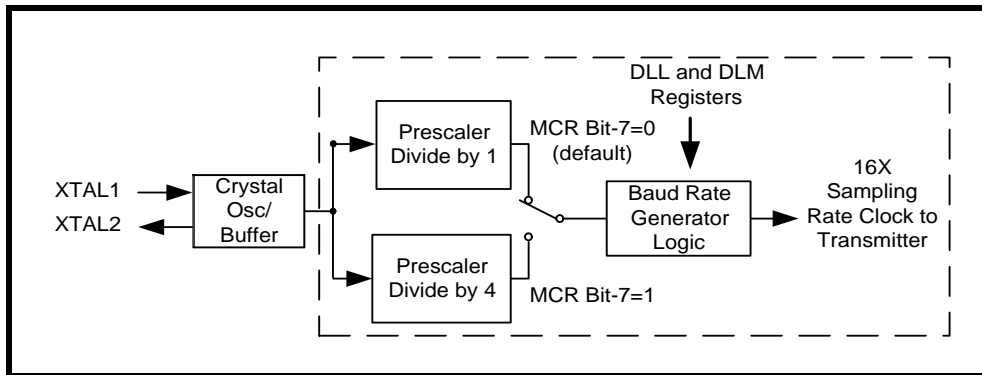 XTAL1
XTAL2
Crystal
Osc/
Buffer
Prescaler
Divide by 1
Prescaler
Divide by 4
MCR Bit-7=0
(default)
MCR Bit-7=1
DLL and DLM
Registers
Baud Rate
Generator
Logic
16X
Sampling
Rate Clock to
Transmitter